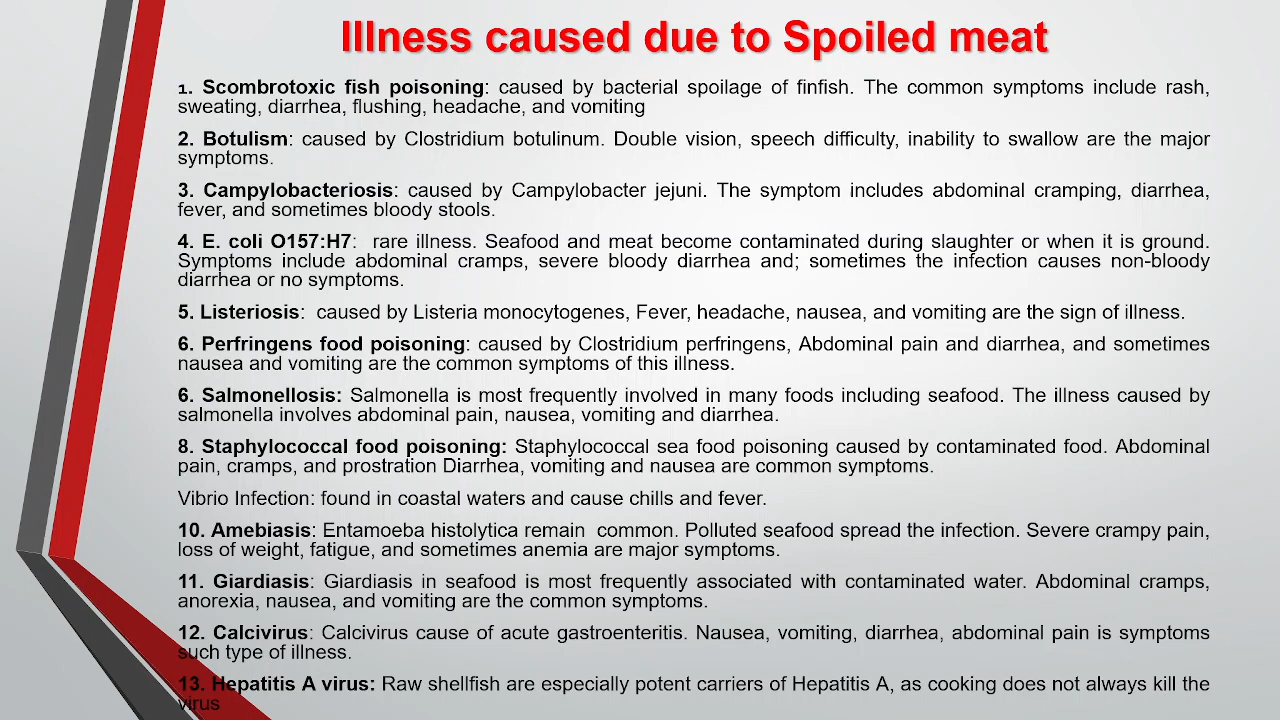 Illness caused due to Spoiled meat
1. Scombrotoxic fish poisoning: caused by bacterial spoilage of finfish. The common symptoms include rash,
sweating, diarrhea, flushing, headache, and vomiting
2. Botulism: caused by Clostridium botulinum. Double vision, speech difficulty, inability to swallow are the major
symptoms.
3. Campylobacteriosis: caused by Campylobacter jejuni. The symptom includes abdominal cramping, diarrhea,
fever, and sometimes bloody stools.
4. E. coli O157:H7: rare illness. Seafood and meat become contaminated during slaughter or when it is ground.
Symptoms include abdominal cramps, severe bloody diarrhea and; sometimes the infection causes non-bloody
diarrhea or no symptoms.
5. Listeriosis: caused by Listeria monocytogenes, Fever, headache, nausea, and vomiting are the sign of illness.
6. Perfringens food poisoning: caused by Clostridium perfringens, Abdominal pain and diarrhea, and sometimes
nausea and vomiting are the common symptoms of this illness.
6. Salmonellosis: Salmonella is most frequently involved in many foods including seafood. The illness caused by
salmonella involves abdominal pain, nausea, vomiting and diarrhea.
8. Staphylococcal food poisoning: Staphylococcal sea food poisoning caused by contaminated food. Abdominal
pain, cramps, and prostration Diarrhea, vomiting and nausea are common symptoms.
Vibrio Infection: found in coastal waters and cause chills and fever.
10. Amebiasis: Entamoeba histolytica remain common. Polluted seafood spread the infection. Severe crampy pain,
loss of weight, fatigue, and sometimes anemia are major symptoms.
11. Giardiasis: Giardiasis in seafood is most frequently associated with contaminated water. Abdominal cramps,
anorexia, nausea, and vomiting are the common symptoms.
12. Calcivirus: Calcivirus cause of acute gastroenteritis. Nausea, vomiting, diarrhea, abdominal pain is symptoms
such type of illness.
13. Hepatitis A virus: Raw shellfish are especially potent carriers of Hepatitis A, as cooking does not always kill the
virus